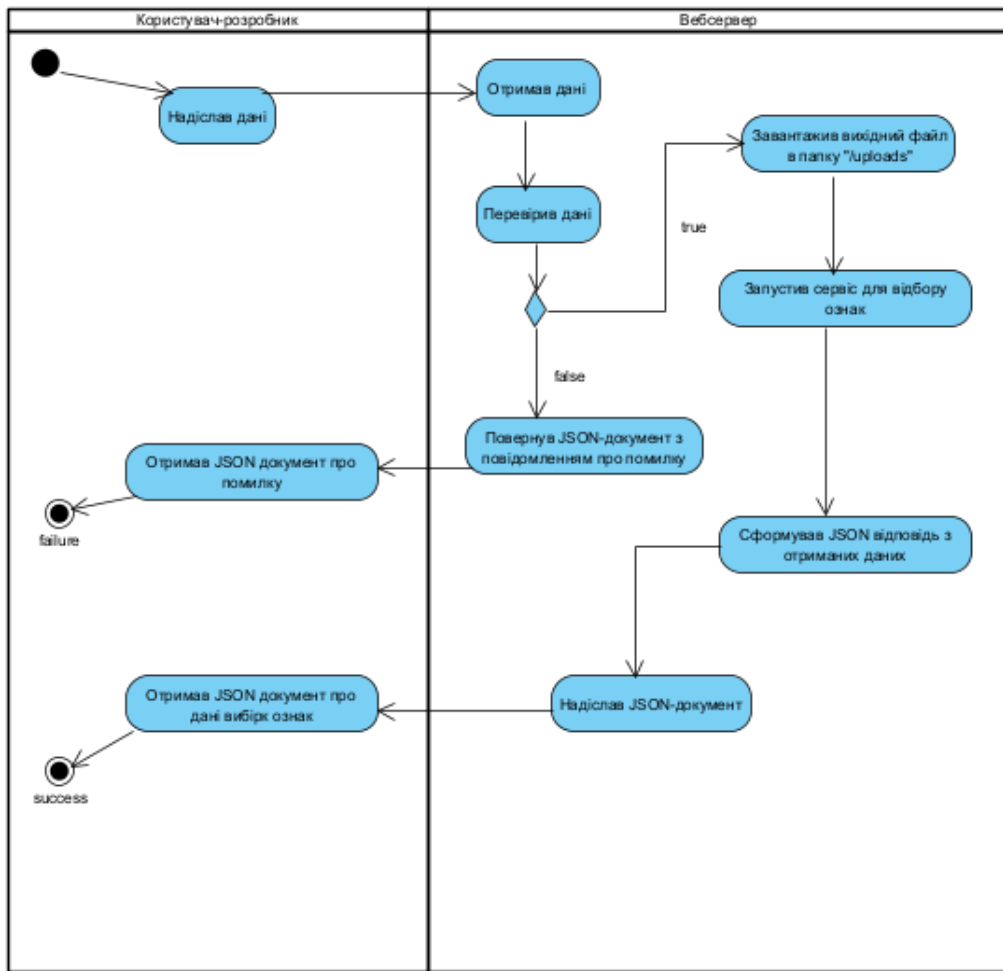 Користувач-розробник
Вебсервер
Надіслав дані
Отримав дані
Завантажив вихідний файл
в папку "/uploads"
Перевірив дані
true
Запустив сервіс для відбору
ознак
false
Повернув JSON-документ з
повідомленням про помилку
Отримав JSON документ про
помилку
failure
Сформував JSON відповідь з
отриманих даних
Надіслав JSON-документ
Отримав JSON документ про
дані вибірк ознак
success